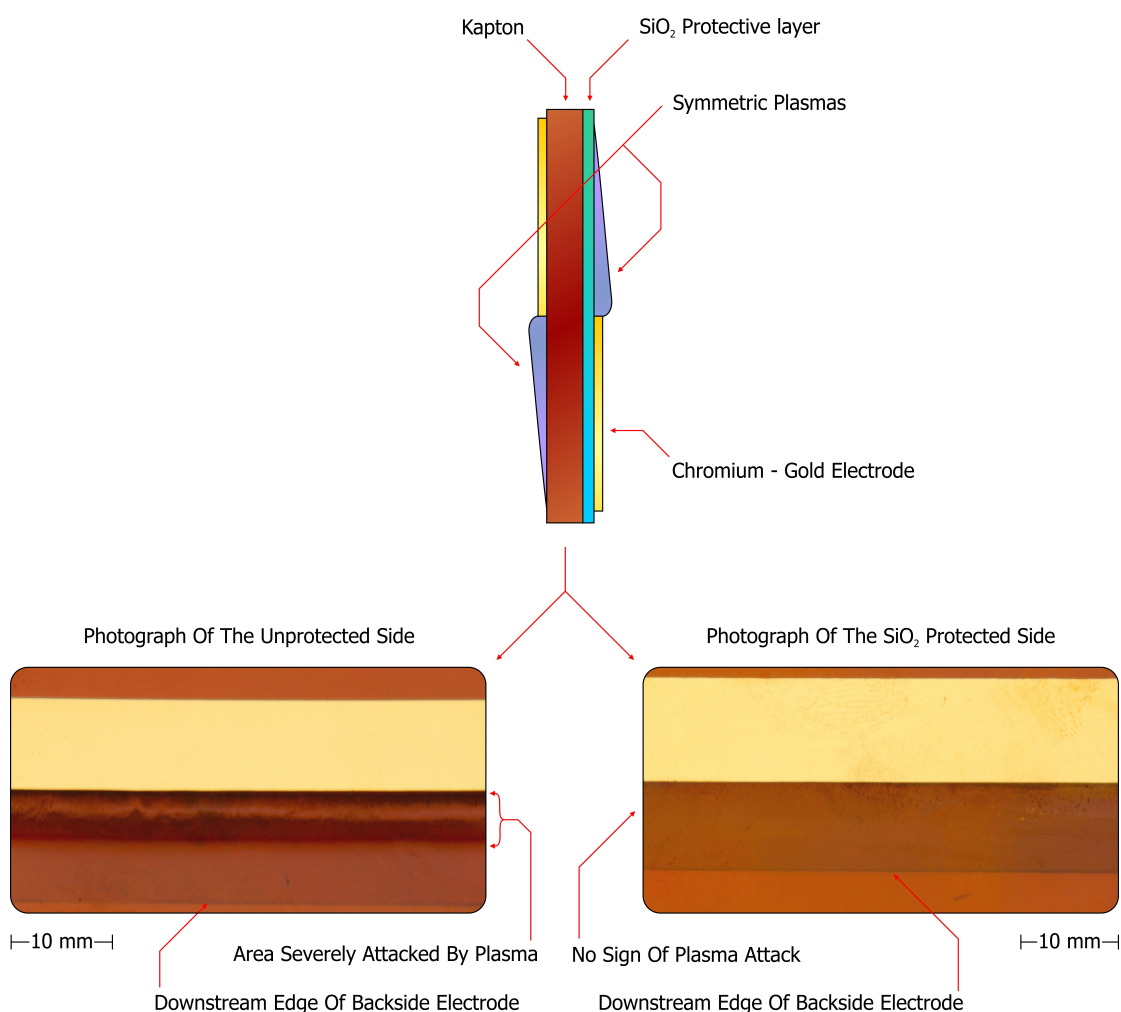 Kapton
SiO₂ Protective layer
Symmetric Plasmas
Chromium - Gold Electrode
Photograph Of The Unprotected Side
Photograph Of The SiO₂ Protected Side
10 mm
10 mm
Area Severely Attacked By Plasma
No Sign Of Plasma Attack
Downstream Edge Of Backside Electrode
Downstream Edge Of Backside Electrode